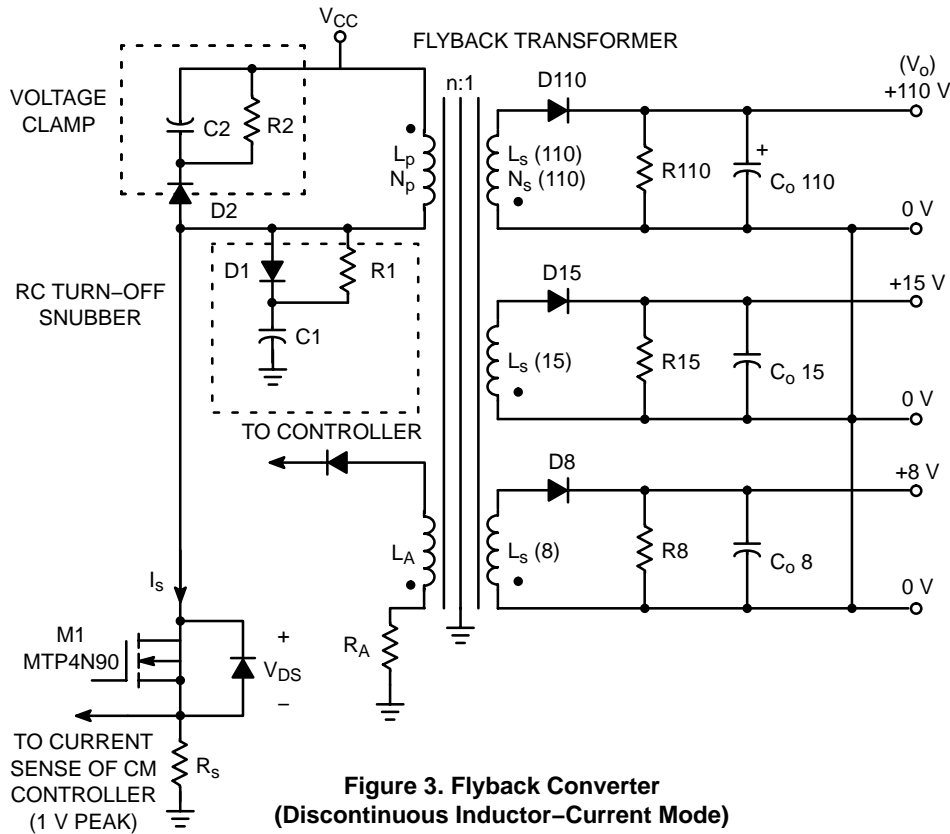 V_CC
FLYBACK TRANSFORMER
(V_o)
n:1
D110
+110 V
VOLTAGE
CLAMP
C2
R2
L_p
N_p
L_s (110)
N_s (110)
R110
+
C_o 110
D2
0 V
D1
R1
RC TURN–OFF
SNUBBER
C1
D15
+15 V
L_s (15)
R15
C_o 15
0 V
TO CONTROLLER
D8
+8 V
L_A
L_s (8)
R8
C_o 8
I_s
0 V
M1
MTP4N90
+
V_DS
–
R_A
TO CURRENT
SENSE OF CM
CONTROLLER
(1 V PEAK)
R_s
Figure 3. Flyback Converter
(Discontinuous Inductor–Current Mode)